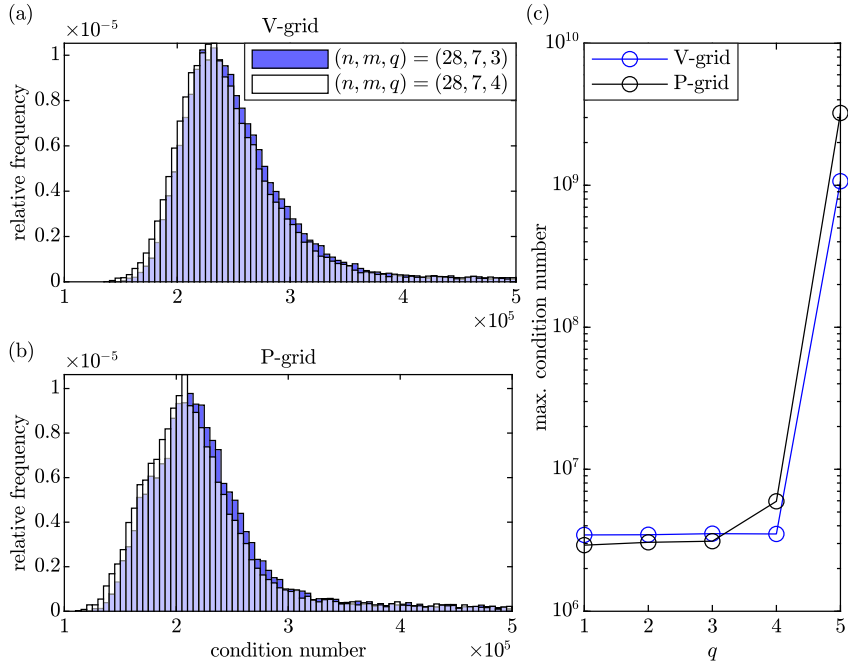 (a)
V-grid
×10⁻⁵
(n, m, q) = (28, 7, 3)
(n, m, q) = (28, 7, 4)
relative frequency
1
0.8
0.6
0.4
0.2
0
1 2 3 4 5
×10⁵
(b)
P-grid
×10⁻⁵
relative frequency
1
0.8
0.6
0.4
0.2
0
1 2 3 4 5
condition number
×10⁵
(c)
V-grid
P-grid
max. condition number
10¹⁰
10⁹
10⁸
10⁷
10⁶
1 2 3 4 5
q